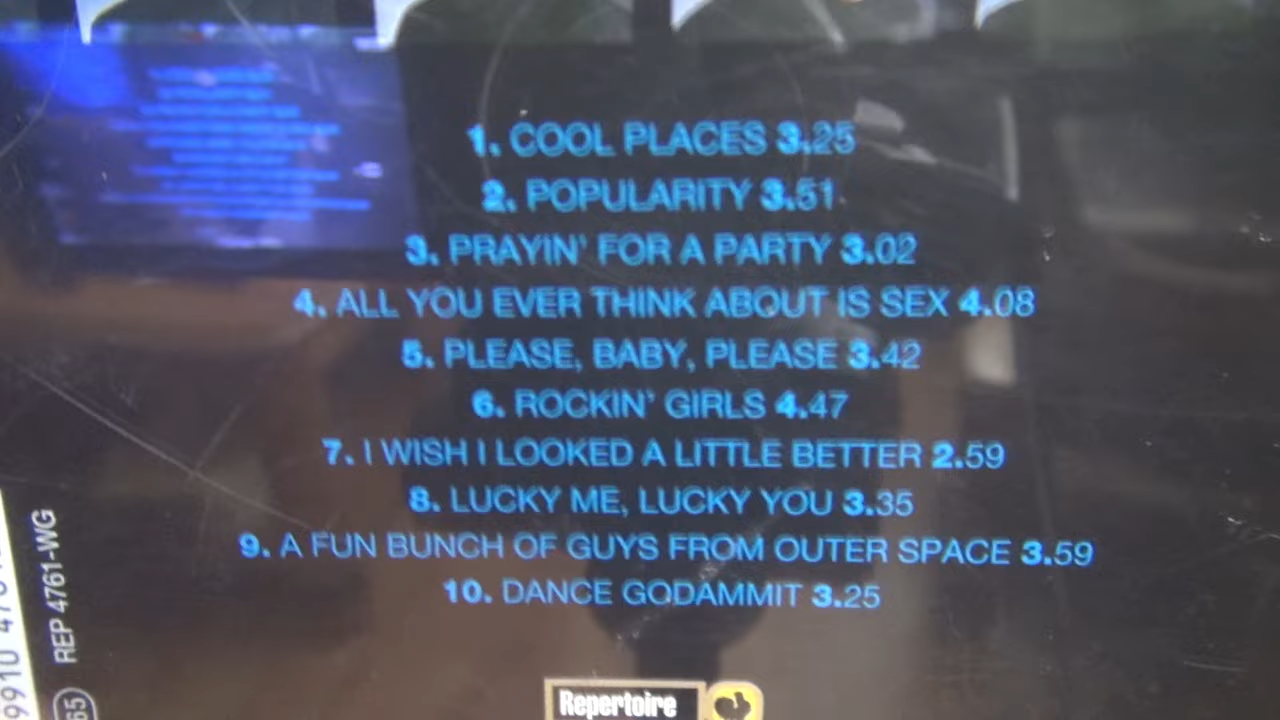 1. COOL PLACES 3.25
2. POPULARITY 3.51
3. PRAYIN' FOR A PARTY 3.02
4. ALL YOU EVER THINK ABOUT IS SEX 4.08
5. PLEASE, BABY, PLEASE 3.42
6. ROCKIN' GIRLS 4.47
7. I WISH I LOOKED A LITTLE BETTER 2.59
8. LUCKY ME, LUCKY YOU 3.35
9. A FUN BUNCH OF GUYS FROM OUTER SPACE 3.59
10. DANCE GODAMMIT 3.25
REP 4761-WG
Repertoire